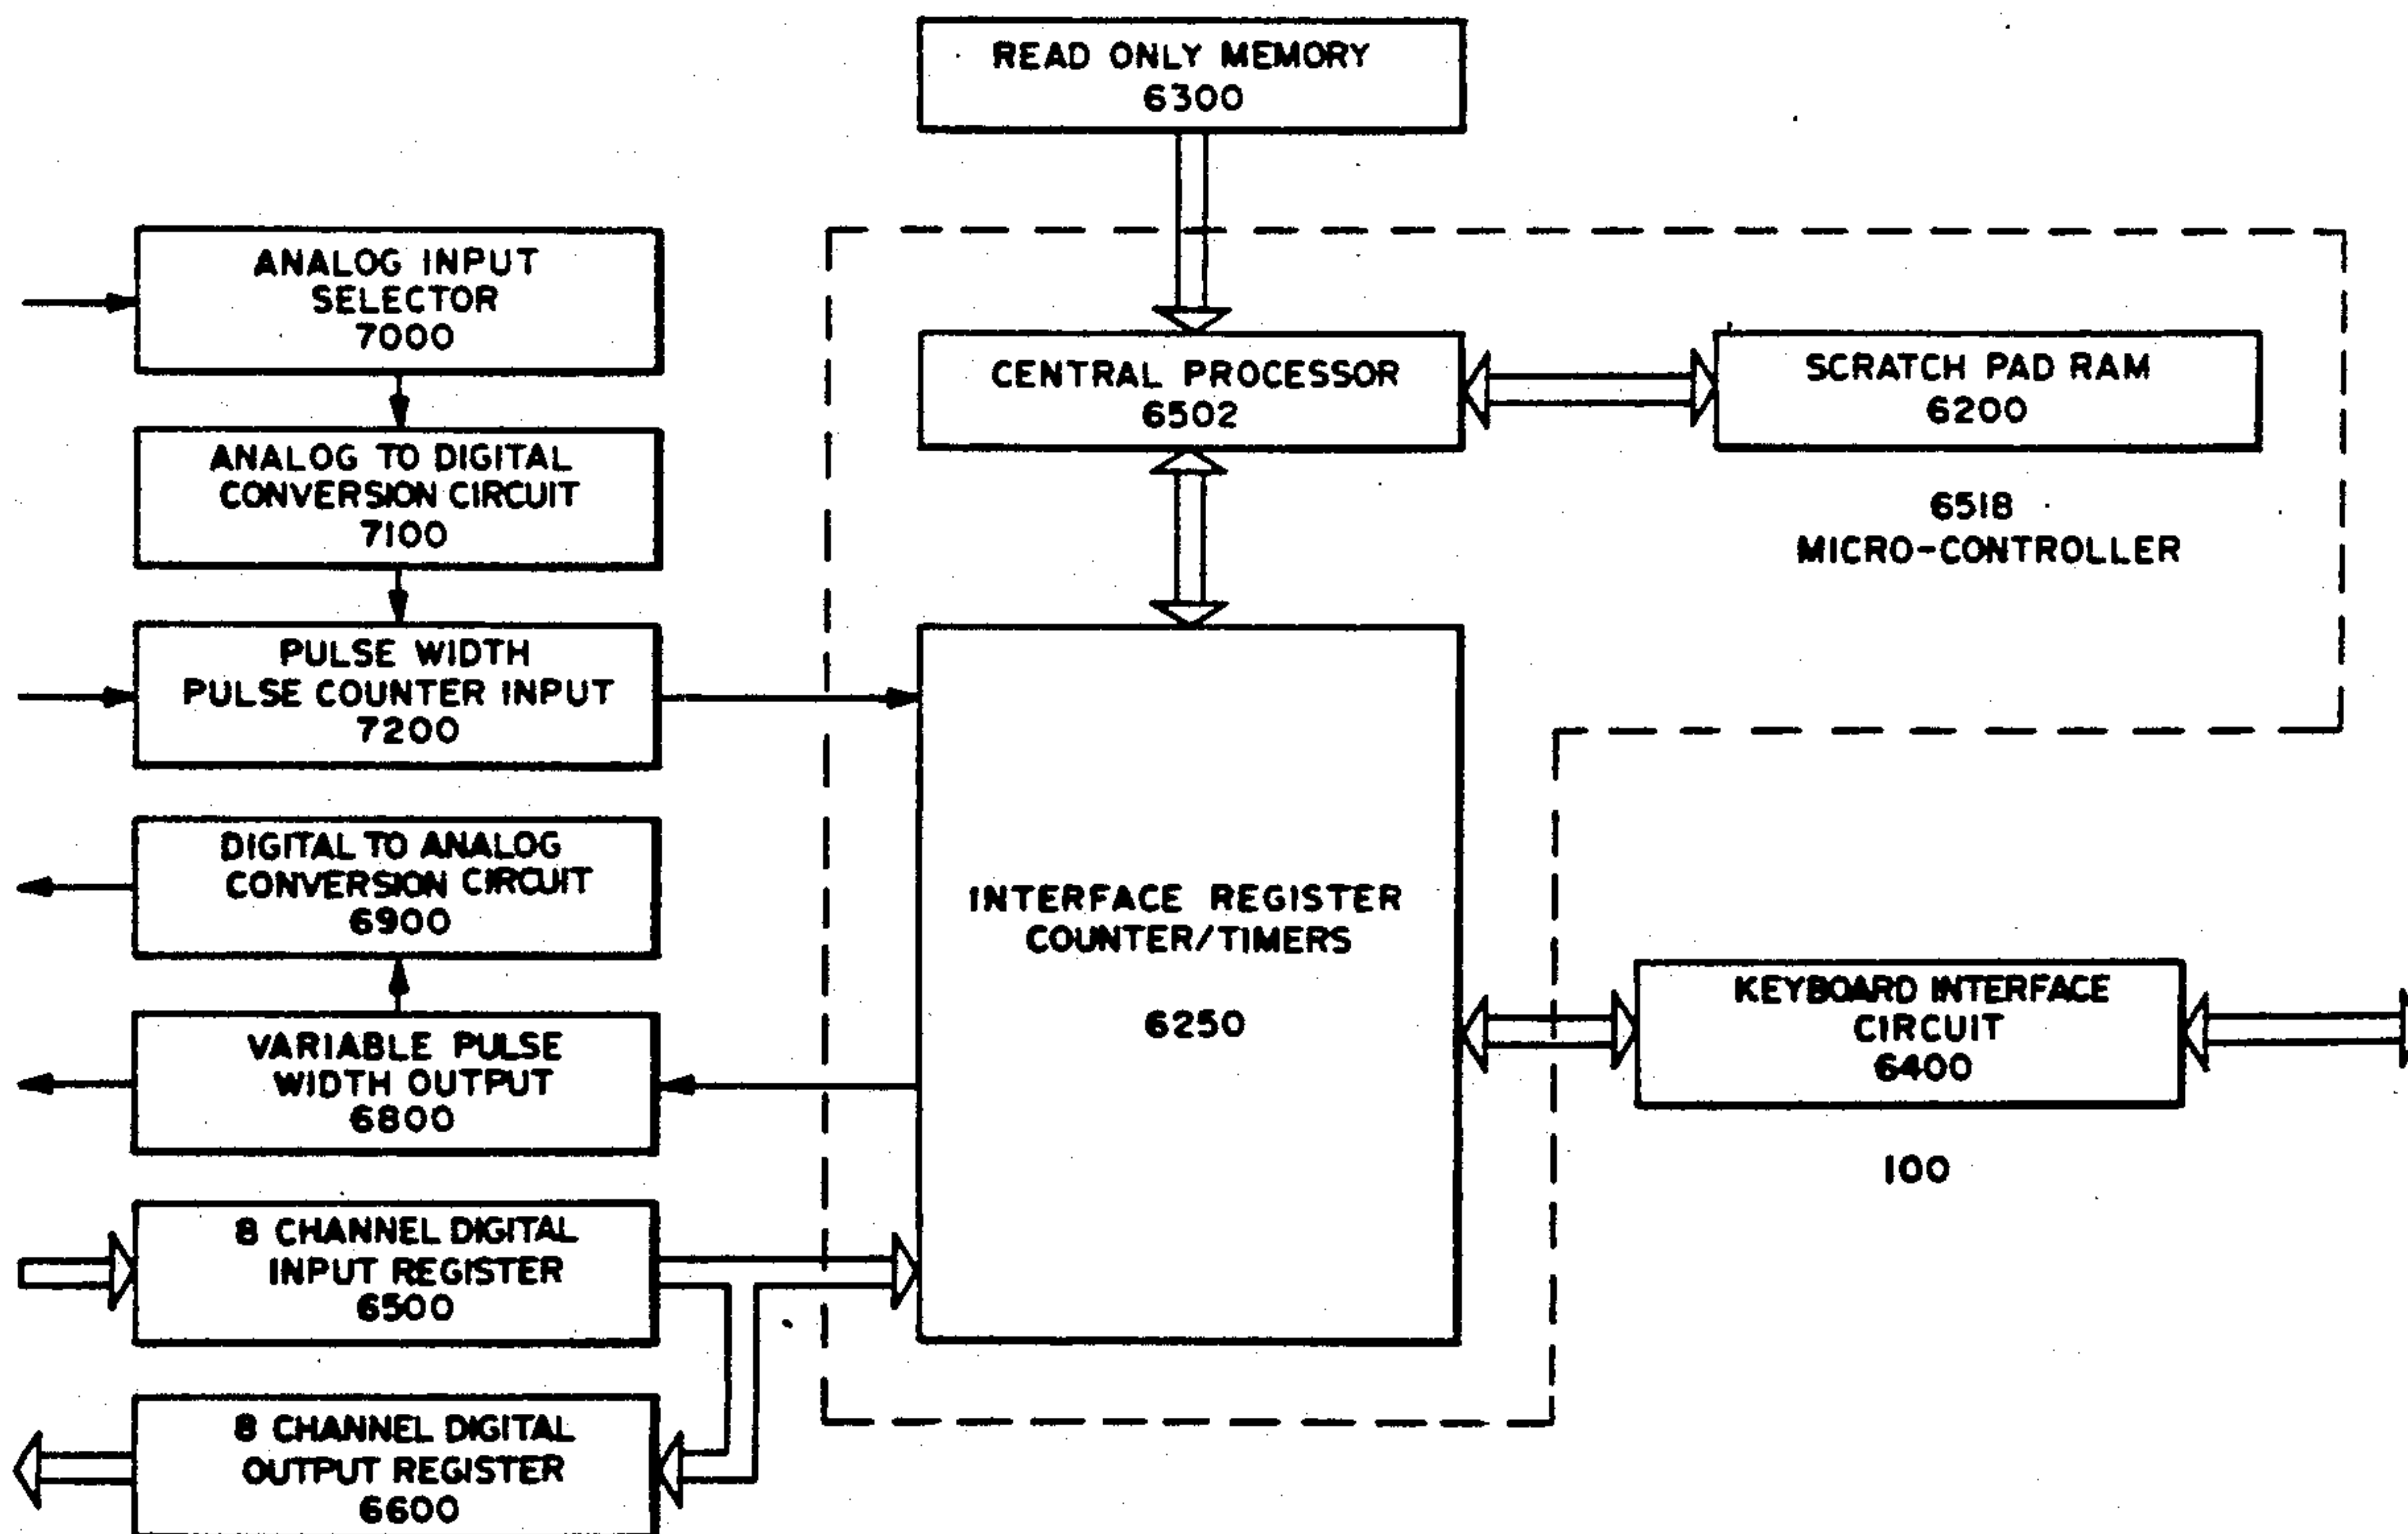 READ ONLY MEMORY
6300
ANALOG INPUT
SELECTOR
7000
ANALOG TO DIGITAL
CONVERSION CIRCUIT
7100
PULSE WIDTH
PULSE COUNTER INPUT
7200
DIGITAL TO ANALOG
CONVERSION CIRCUIT
6900
VARIABLE PULSE
WIDTH OUTPUT
6800
8 CHANNEL DIGITAL
INPUT REGISTER
6500
8 CHANNEL DIGITAL
OUTPUT REGISTER
6600
CENTRAL PROCESSOR
6502
SCRATCH PAD RAM
6200
6518
MICRO-CONTROLLER
INTERFACE REGISTER
COUNTER/TIMERS
6250
KEYBOARD INTERFACE
CIRCUIT
6400
100